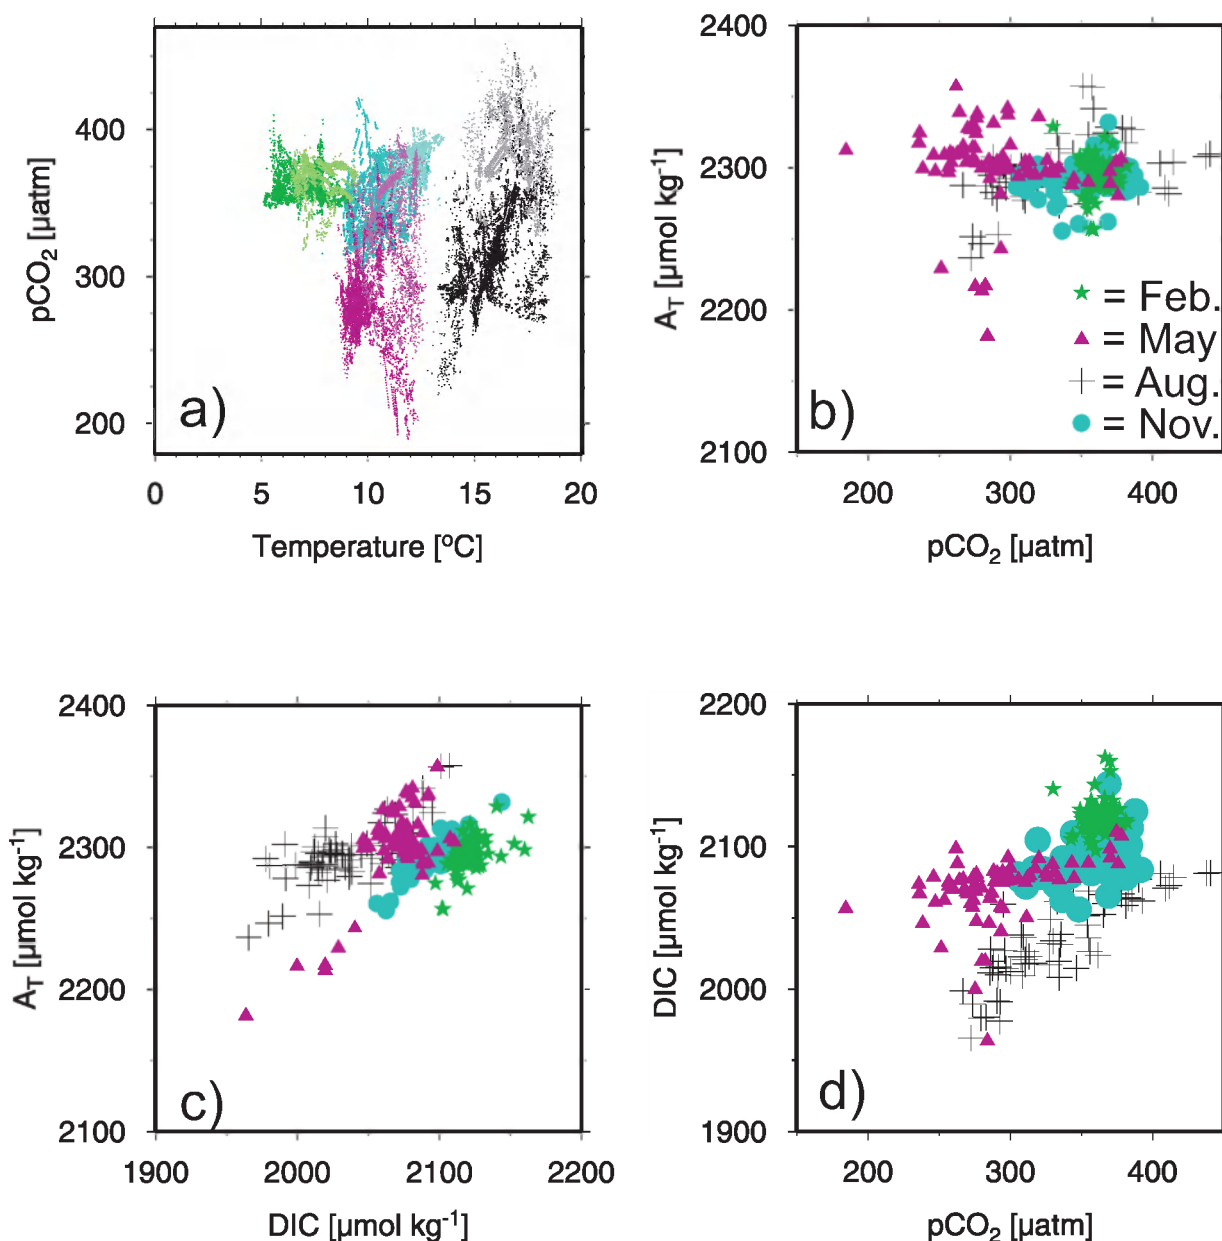 400
300
200
pCO2 [µatm]
a)
0 5 10 15 20
Temperature [ºC]
2400
2300
2200
2100
AT [µmol kg-1]
= Feb.
= May
= Aug.
= Nov.
b)
200 300 400
pCO2 [µatm]
2400
2300
2200
2100
AT [µmol kg-1]
c)
1900 2000 2100 2200
DIC [µmol kg-1]
2200
2100
2000
1900
DIC [µmol kg-1]
d)
200 300 400
pCO2 [µatm]